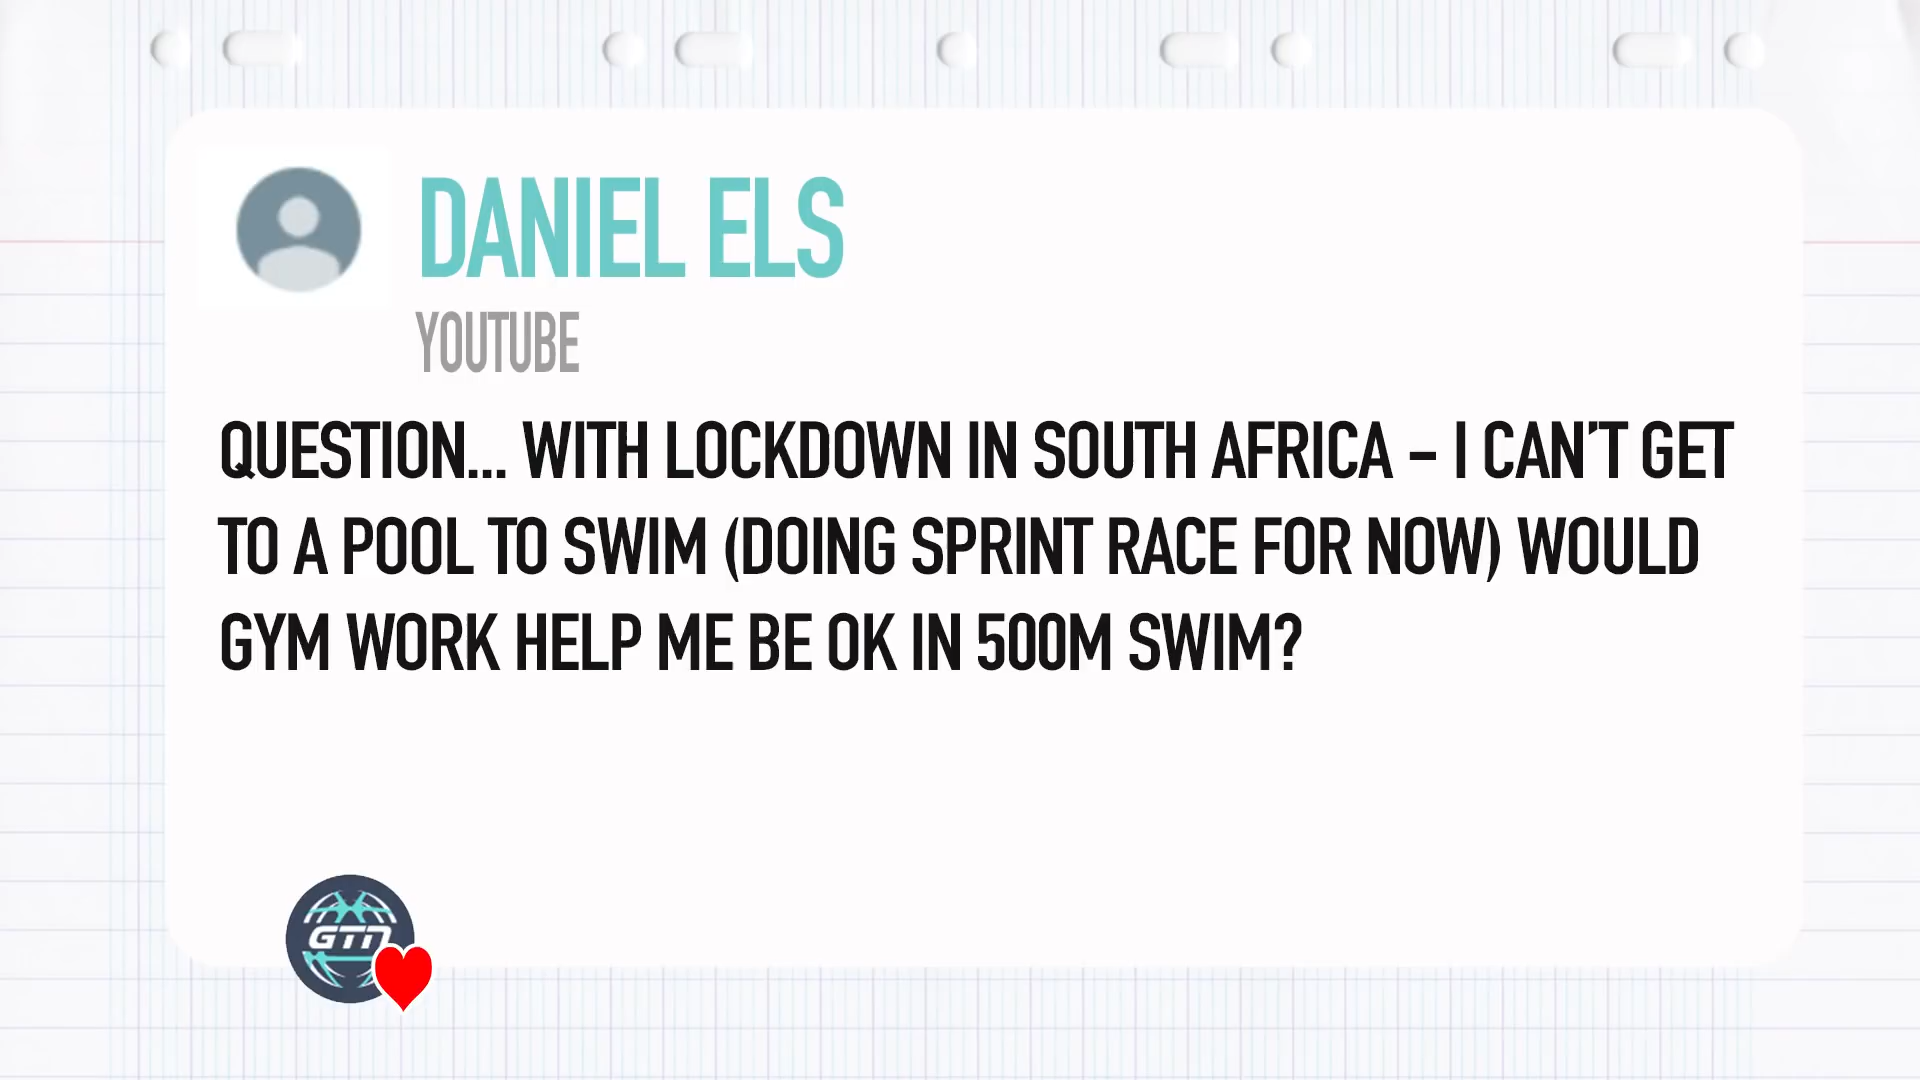 DANIEL ELS
YOUTUBE
QUESTION... WITH LOCKDOWN IN SOUTH AFRICA – I CAN'T GET
TO A POOL TO SWIM (DOING SPRINT RACE FOR NOW) WOULD
GYM WORK HELP ME BE OK IN 500M SWIM?
GTN